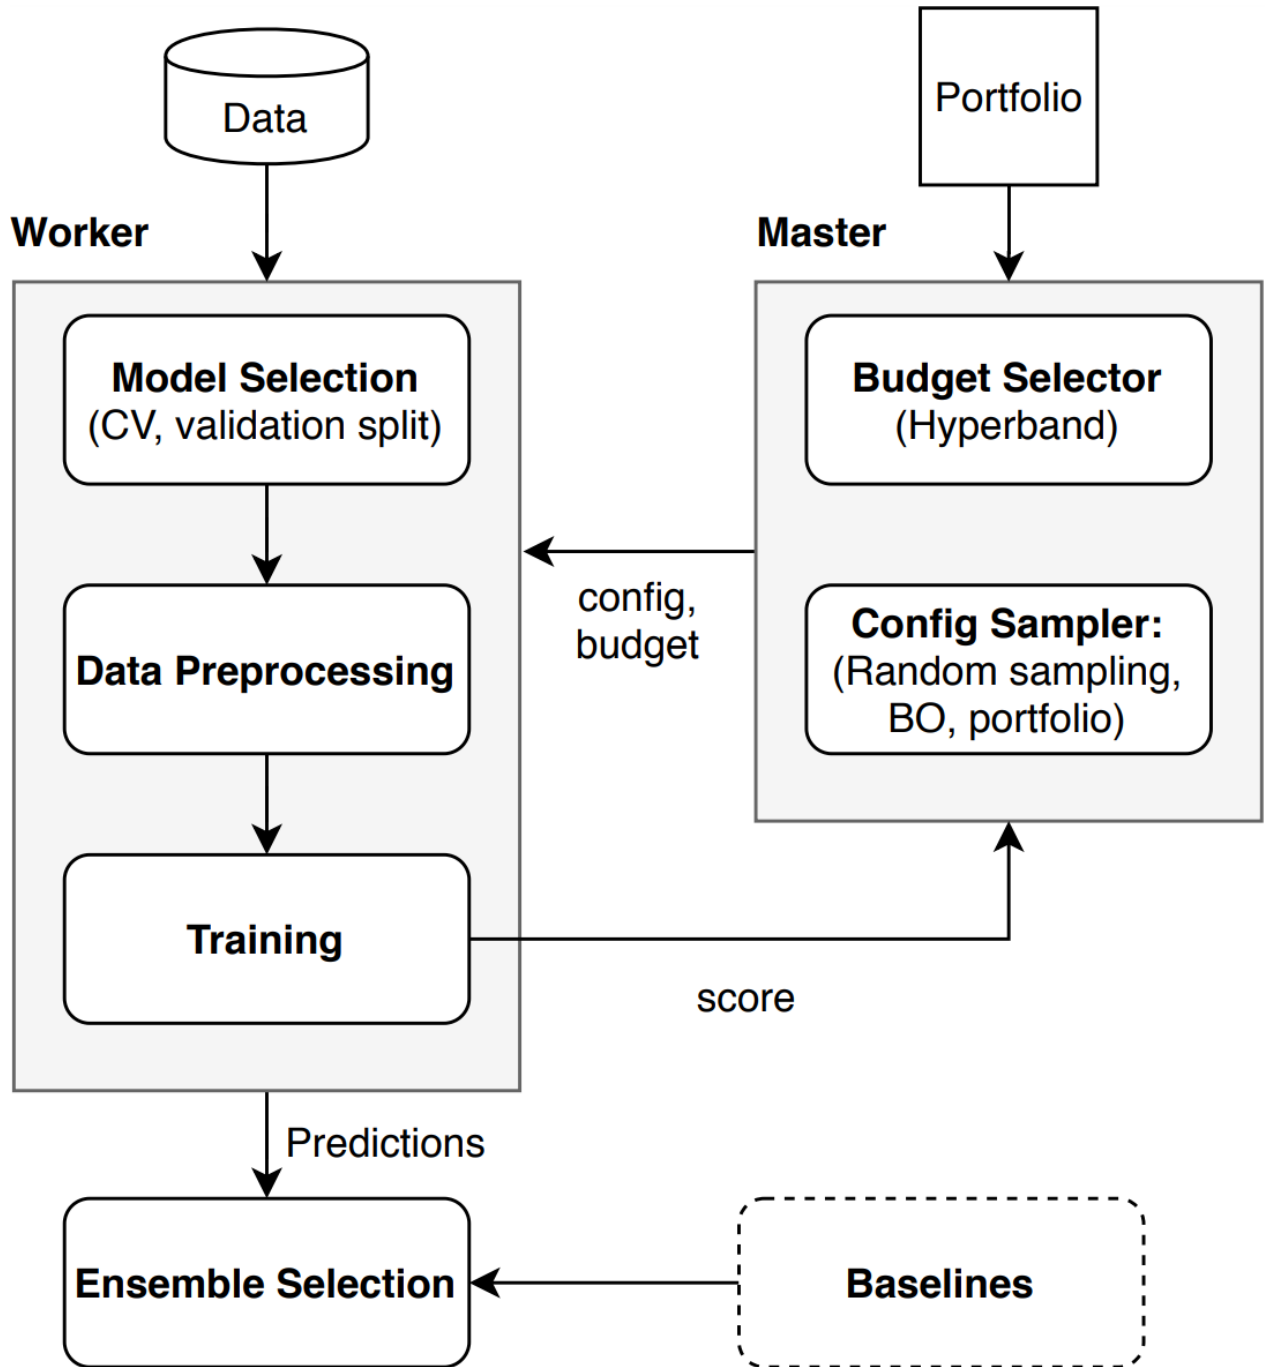 Data
Portfolio
Worker
Master
Model Selection
(CV, validation split)
Budget Selector
(Hyperband)
config,
budget
Data Preprocessing
Config Sampler:
(Random sampling,
BO, portfolio)
Training
score
Predictions
Ensemble Selection
Baselines